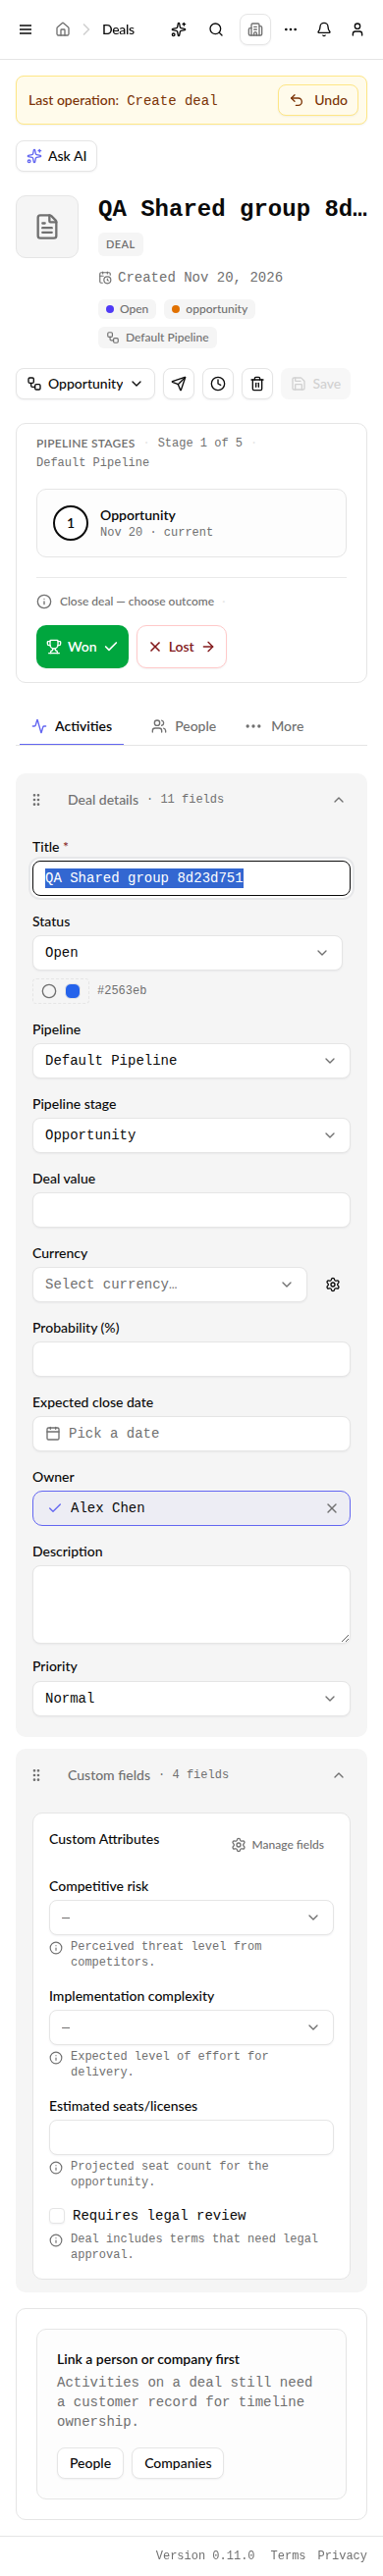 Deals
Last operation: Create deal
Undo
Ask AI
QA Shared group 8d…
DEAL
Created Nov 20, 2026
Open
opportunity
Default Pipeline
Opportunity
Save
PIPELINE STAGES · Stage 1 of 5 ·
Default Pipeline
1
Opportunity
Nov 20 · current
Close deal — choose outcome ·
Won
Lost
Activities
People
More
Deal details · 11 fields
Title *
QA Shared group 8d23d751
Status
Open
#2563eb
Pipeline
Default Pipeline
Pipeline stage
Opportunity
Deal value
Currency
Select currency…
Probability (%)
Expected close date
Pick a date
Owner
Alex Chen
Description
Priority
Normal
Custom fields · 4 fields
Custom Attributes
Manage fields
Competitive risk
—
Perceived threat level from
competitors.
Implementation complexity
—
Expected level of effort for
delivery.
Estimated seats/licenses
Projected seat count for the
opportunity.
Requires legal review
Deal includes terms that need legal
approval.
Link a person or company first
Activities on a deal still need
a customer record for timeline
ownership.
People
Companies
Version 0.11.0 Terms Privacy